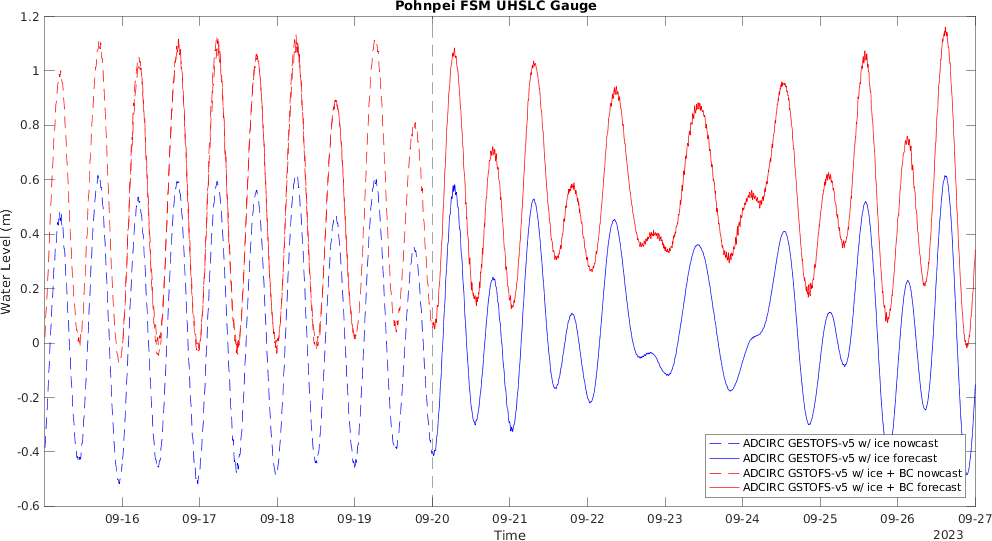 Pohnpei FSM UHSLC Gauge
Water Level (m)
1.2
1
0.8
0.6
0.4
0.2
0
-0.2
-0.4
-0.6
ADCIRC GESTOFS-v5 w/ ice nowcast
ADCIRC GESTOFS-v5 w/ ice forecast
ADCIRC GSTOFS-v5 w/ ice + BC nowcast
ADCIRC GSTOFS-v5 w/ ice + BC forecast
09-16 09-17 09-18 09-19 09-20 09-21 09-22 09-23 09-24 09-25 09-26 09-27
Time
2023